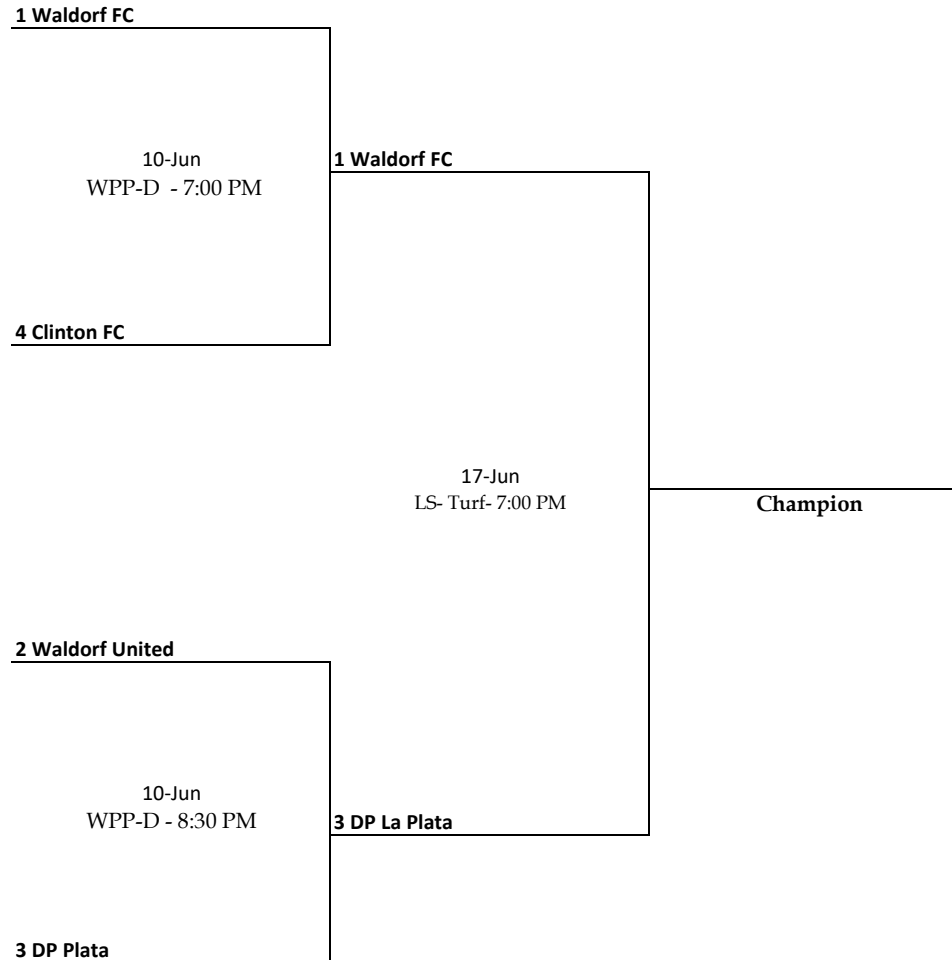 1 Waldorf FC
10-Jun
WPP-D - 7:00 PM
1 Waldorf FC
4 Clinton FC
17-Jun
LS- Turf- 7:00 PM
Champion
2 Waldorf United
10-Jun
WPP-D - 8:30 PM
3 DP La Plata
3 DP Plata